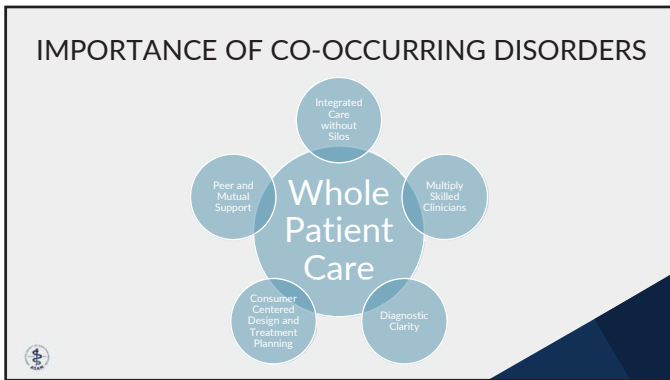 IMPORTANCE OF CO-OCCURRING DISORDERS
Integrated
Care
without
Silos
Peer and
Mutual
Support
Whole
Patient
Care
Multiply
Skilled
Clinicians
Consumer
Centered
Design and
Treatment
Planning
Diagnostic
Clarity
ASAM